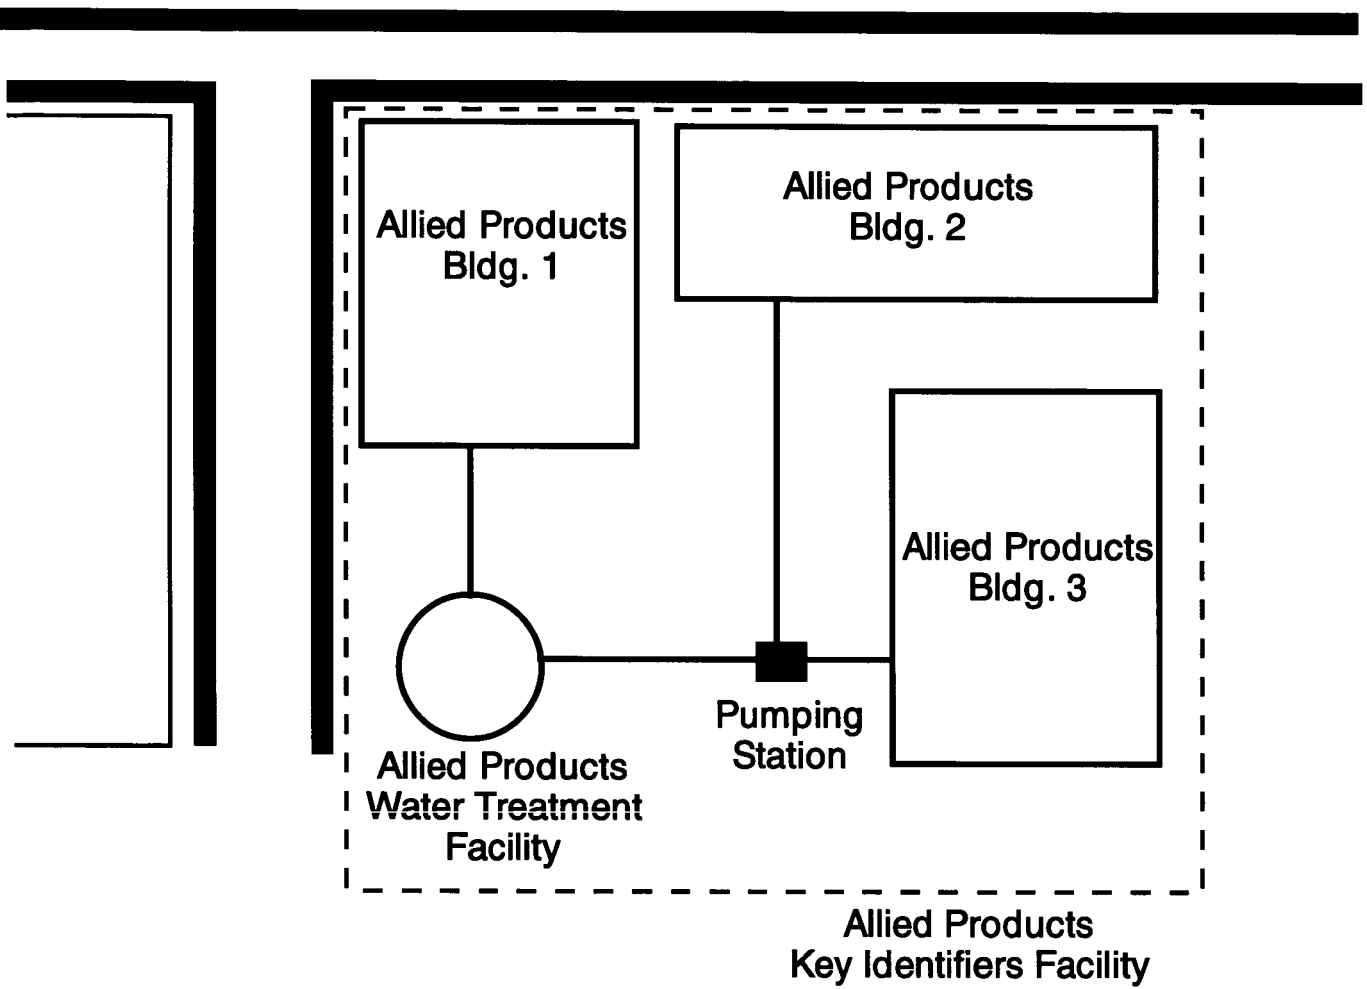 Allied Products
Bldg. 1
Allied Products
Bldg. 2
Allied Products
Bldg. 3
Pumping
Station
Allied Products
Water Treatment
Facility
Allied Products
Key Identifiers Facility